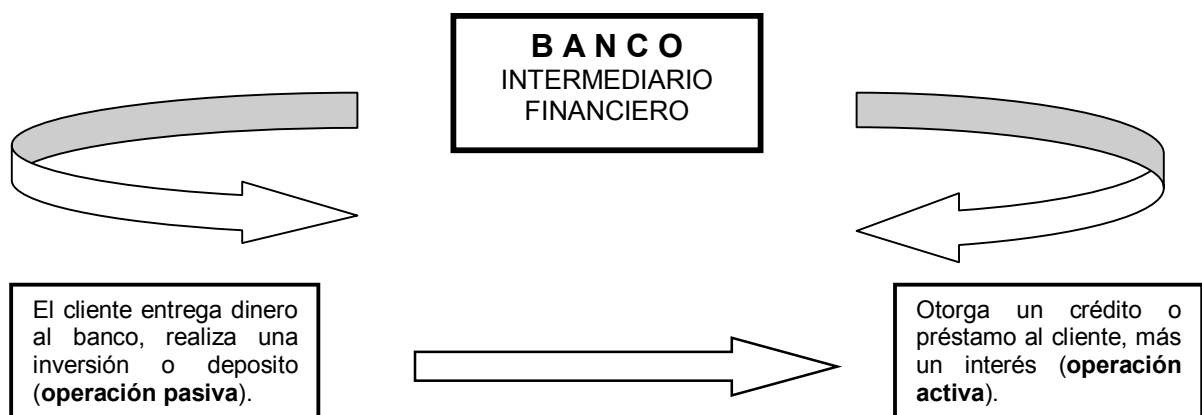 B A N C O
INTERMEDIARIO
FINANCIERO
El cliente entrega dinero
al banco, realiza una
inversión o deposito
(operación pasiva).
Otorga un crédito o
préstamo al cliente, más
un interés (operación
activa).